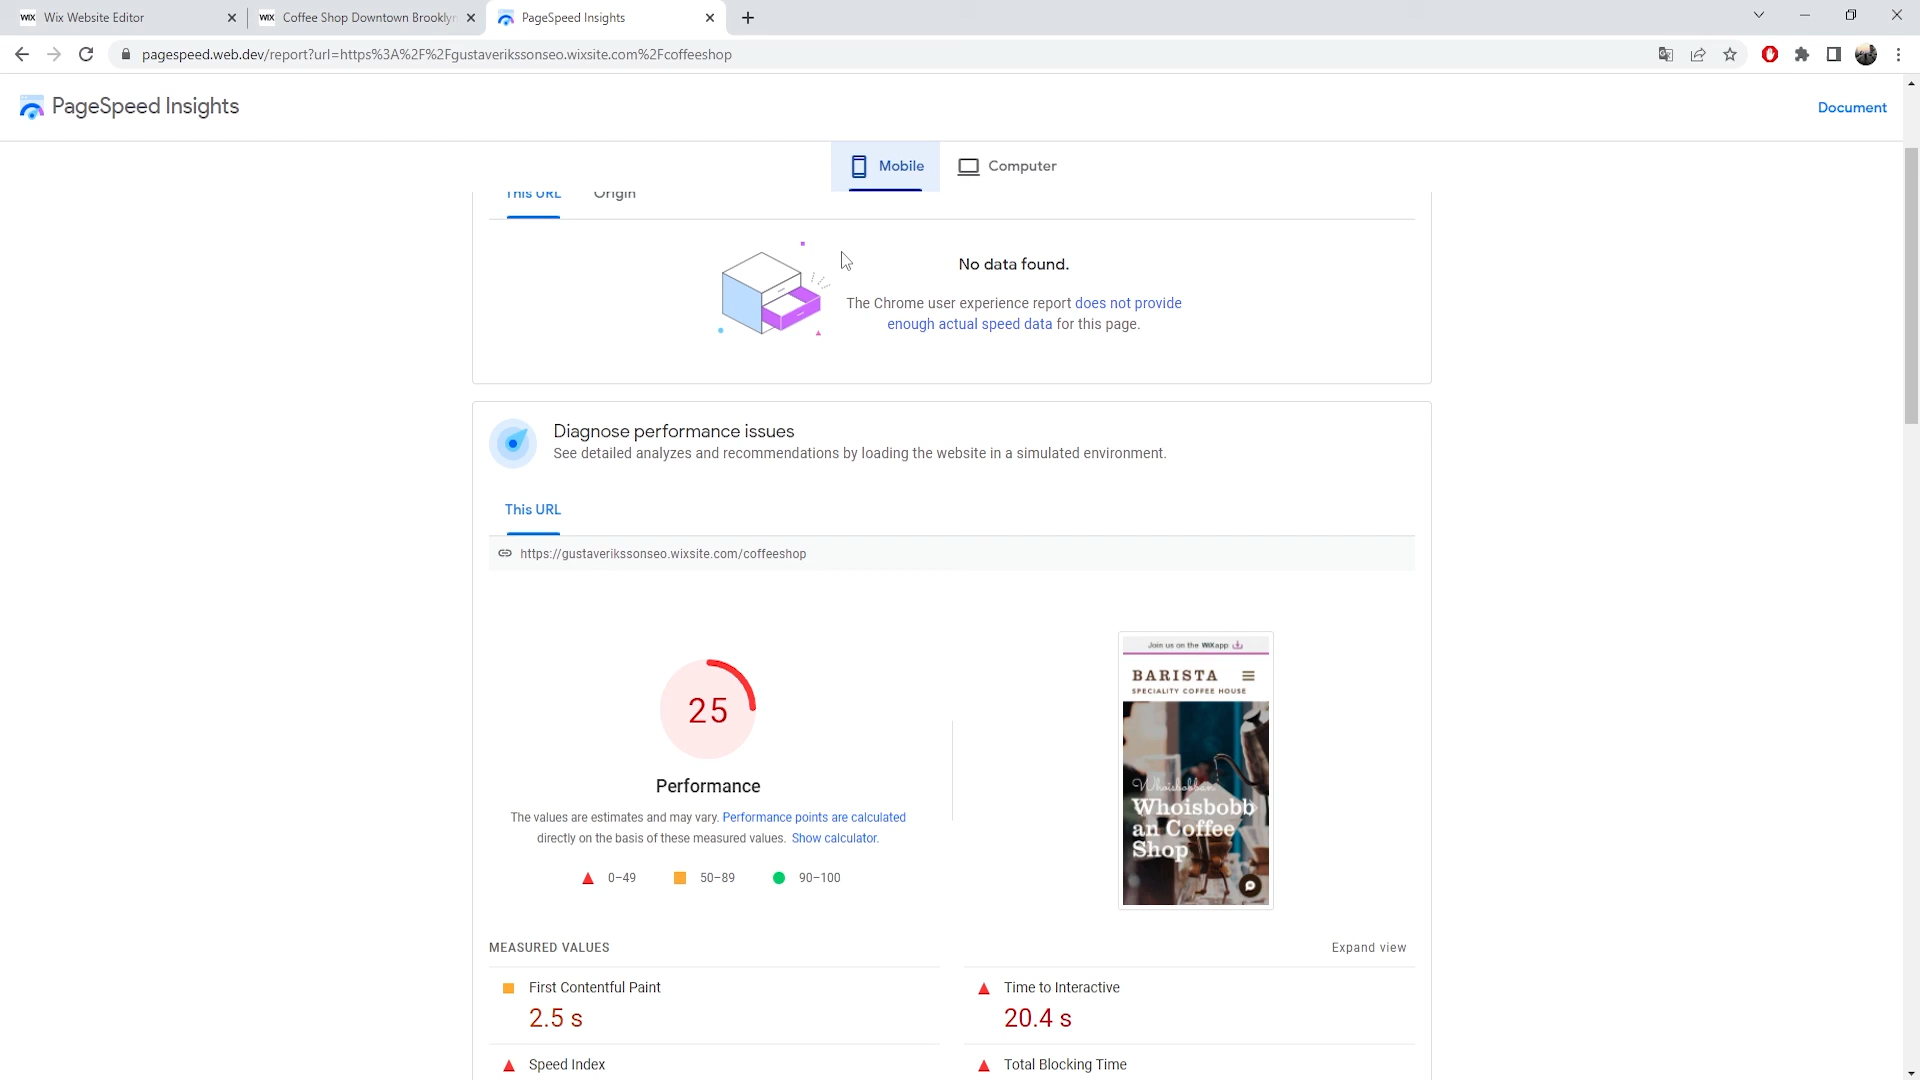 WIX Wix Website Editor
WIX Coffee Shop Downtown Brooklyn
PageSpeed Insights
pagespeed.web.dev/report?url=https%3A%2F%2Fgustaverikssonseo.wixsite.com%2Fcoffeeshop
PageSpeed Insights
Document
Mobile
Computer
This URL
Origin
No data found.
The Chrome user experience report does not provide
enough actual speed data for this page.
Diagnose performance issues
See detailed analyzes and recommendations by loading the website in a simulated environment.
This URL
https://gustaverikssonseo.wixsite.com/coffeeshop
25
Performance
The values are estimates and may vary. Performance points are calculated
directly on the basis of these measured values. Show calculator.
0–49
50–89
90–100
Join us on the WiX app
BARISTA
SPECIALITY COFFEE HOUSE
Whoisbobban
Whoisbobb
an Coffee
Shop
MEASURED VALUES
Expand view
First Contentful Paint
2.5 s
Time to Interactive
20.4 s
Speed Index
Total Blocking Time